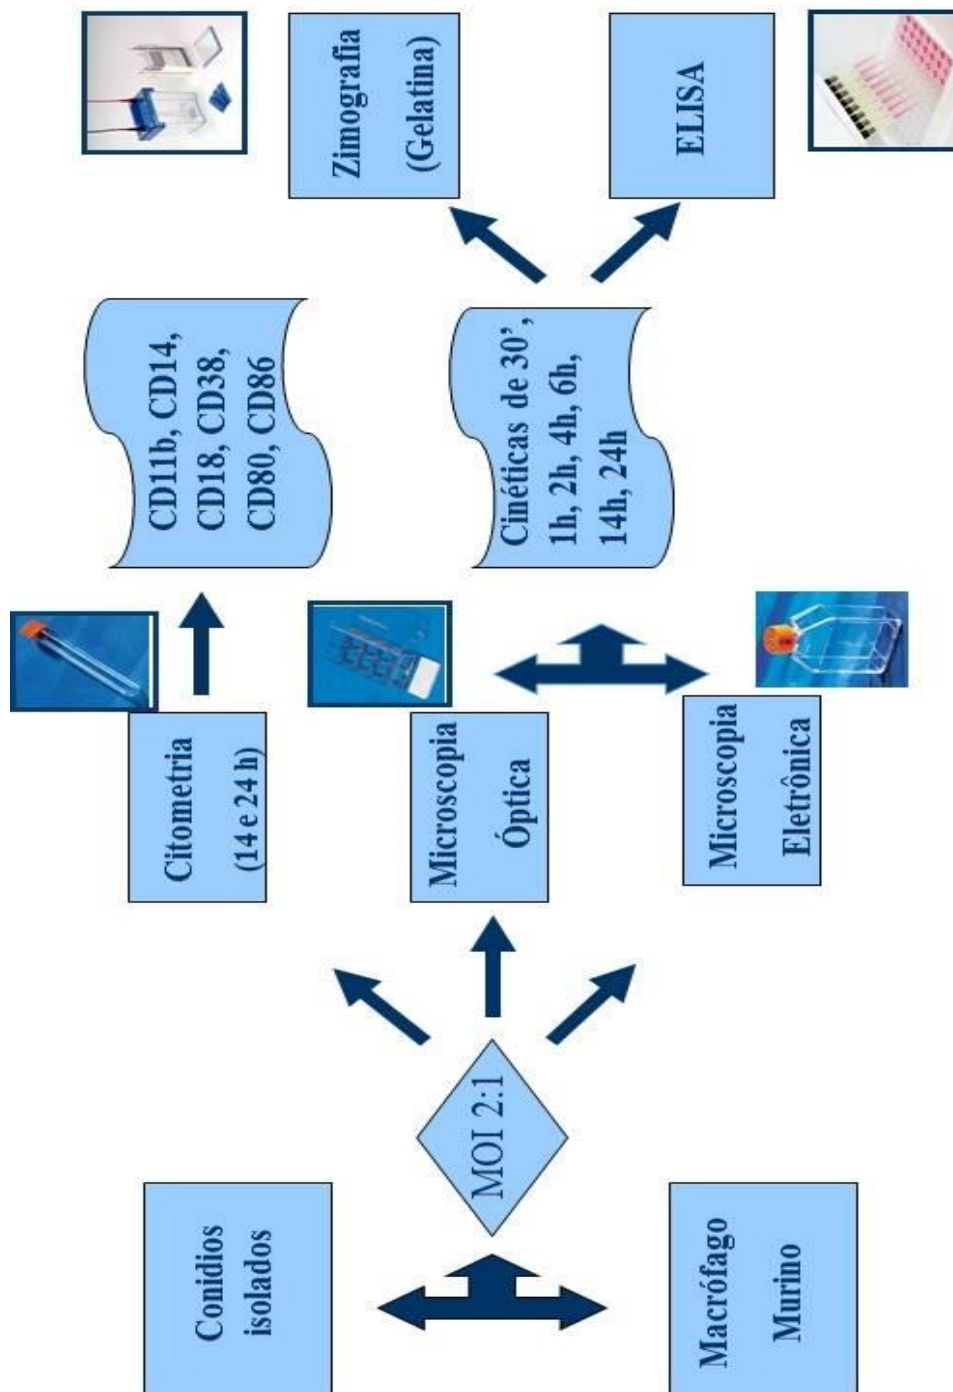 Conidios
isolados
Macrófago
Murino
MOI 2:1
Citometria
(14 e 24 h)
Microscopia
Óptica
Microscopia
Eletrônica
CD11b, CD14,
CD18, CD38,
CD80, CD86
Cinéticas de 30’,
1h, 2h, 4h, 6h,
14h, 24h
Zimografia
(Gelatina)
ELISA